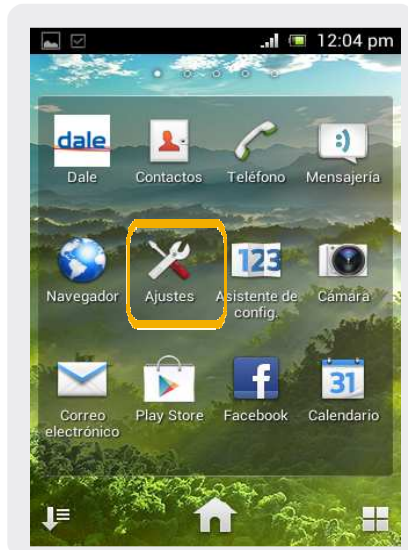 12:04 pm
dale
Dale
Contactos
Teléfono
:)
Mensajería
Navegador
Ajustes
123
Asistente de
config.
Cámara
Correo
electrónico
Play Store
f
Facebook
31
Calendario